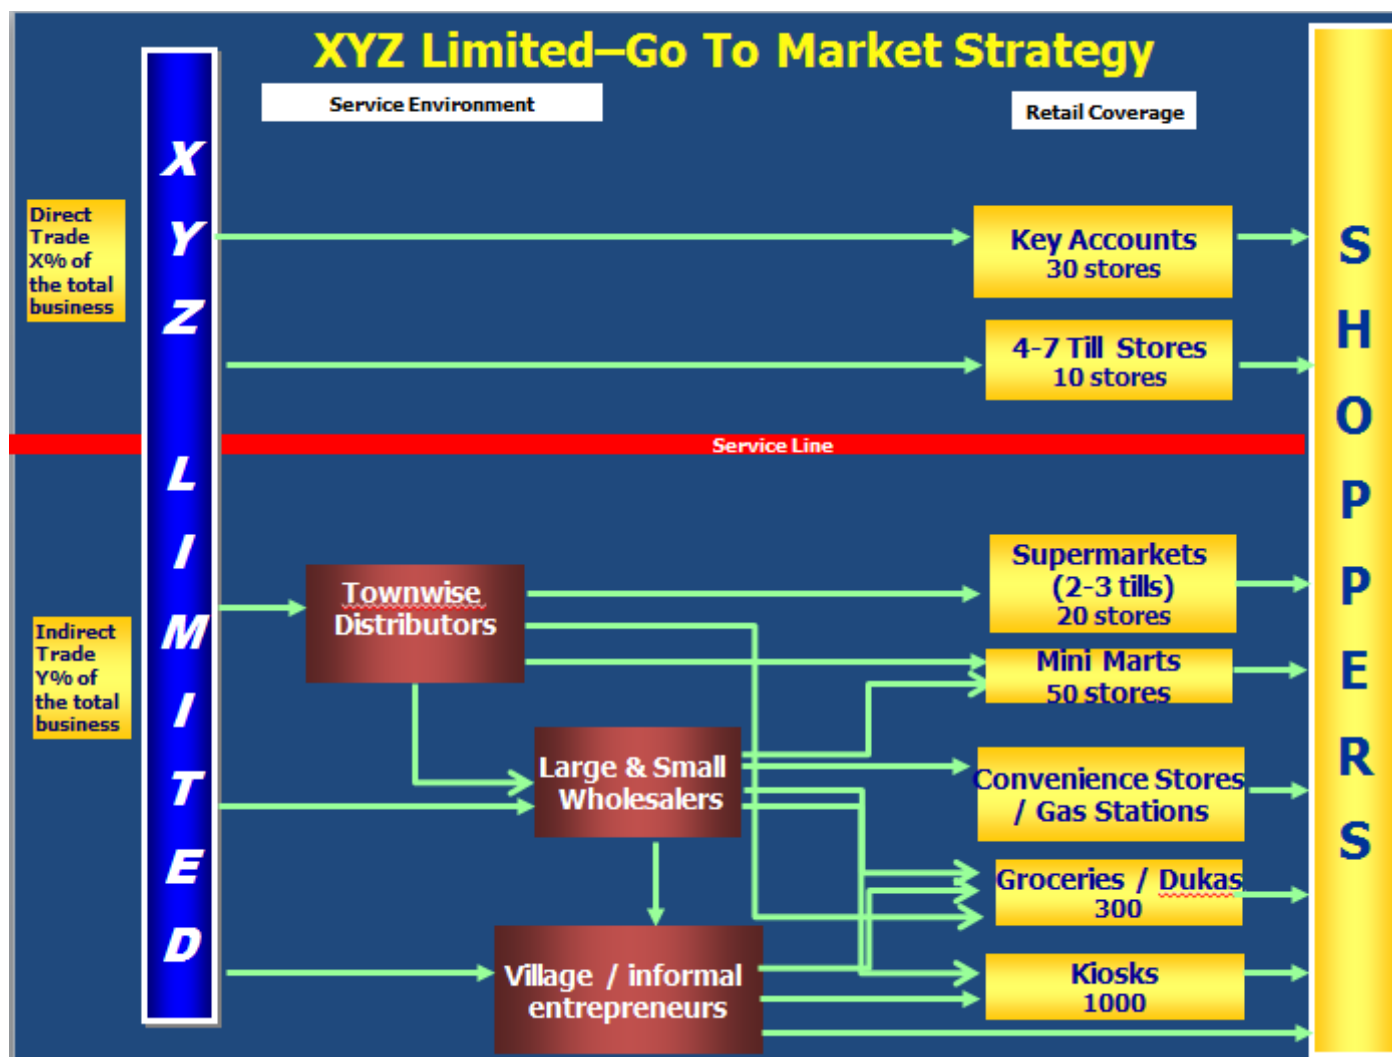 XYZ Limited–Go To Market Strategy
Service Environment
Retail Coverage
XYZ LIMITED
SHOPPERS
Direct
Trade
X% of
the total
business
Key Accounts
30 stores
4-7 Till Stores
10 stores
Service Line
Indirect
Trade
Y% of
the total
business
Townwise
Distributors
Supermarkets
(2-3 tills)
20 stores
Mini Marts
50 stores
Large & Small
Wholesalers
Convenience Stores
/ Gas Stations
Groceries / Dukas
300
Village / informal
entrepreneurs
Kiosks
1000